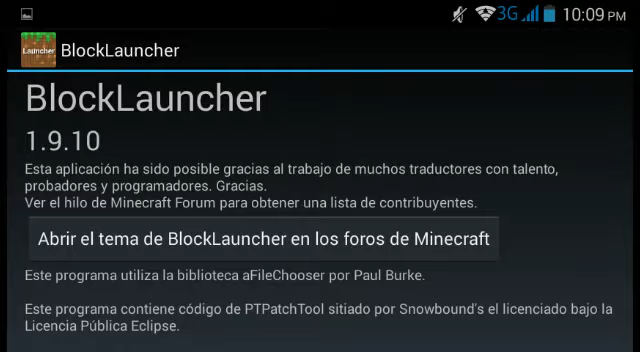 3G 10:09 PM
Launcher BlockLauncher
BlockLauncher
1.9.10
Esta aplicación ha sido posible gracias al trabajo de muchos traductores con talento,
probadores y programadores. Gracias.
Ver el hilo de Minecraft Forum para obtener una lista de contribuyentes.
Abrir el tema de BlockLauncher en los foros de Minecraft
Este programa utiliza la biblioteca aFileChooser por Paul Burke.
Este programa contiene código de PTPatchTool sitiado por Snowbound's el licenciado bajo la
Licencia Pública Eclipse.